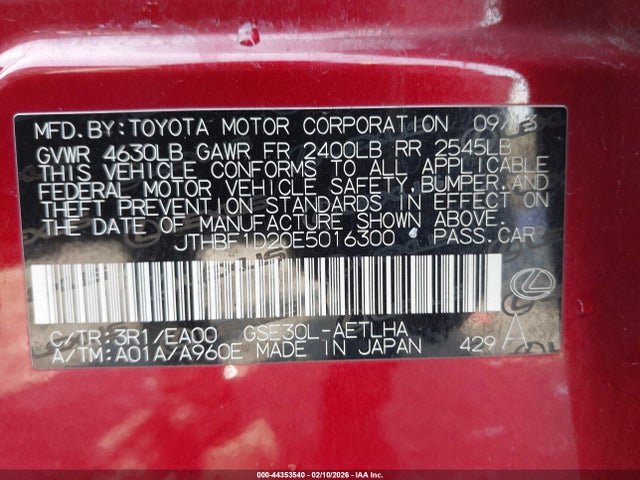 MFD.BY:TOYOTA MOTOR CORPORATION 09/13
GVWR 4630LB GAWR FR 2400LB RR 2545LB
THIS VEHICLE CONFORMS TO ALL APPLICABLE
FEDERAL MOTOR VEHICLE SAFETY,BUMPER,AND
THEFT PREVENTION STANDARDS IN EFFECT ON
THE DATE OF MANUFACTURE SHOWN ABOVE.
JTHBF1D20E5016300 PASS.CAR
C/TR:3R1/EA00 GSE30L-AETLHA
A/TM:A01A/A960E MADE IN JAPAN 429 A
000-44353540 - 02/10/2026 - IAA Inc.